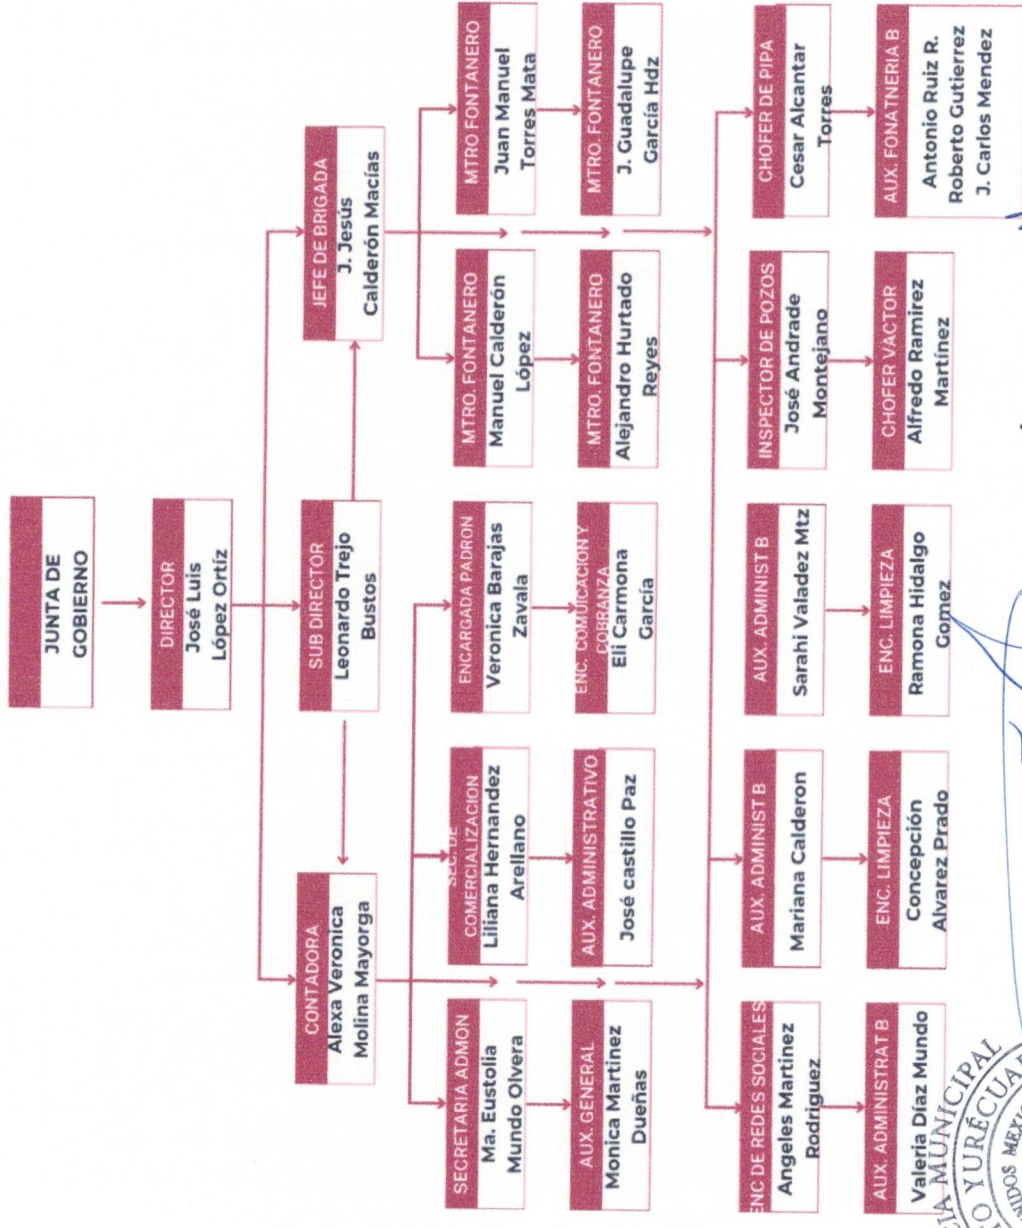 JUNTA DE
GOBIERNO
DIRECTOR
José Luis
López Ortíz
SUB DIRECTOR
Leonardo Trejo
Bustos
CONTADORA
Alexa Veronica
Molina Mayorga
JEFE DE BRIGADA
J. Jesús
Calderón Macías
SECRETARIA ADMON
Ma. Eustolia
Mundo Olvera
SEC. DE
COMERCIALIZACION
Liliana Hernandez
Arellano
ENCARGADA PADRON
Veronica Barajas
Zavala
MTRO. FONTANERO
Manuel Calderón
López
MTRO FONTANERO
Juan Manuel
Torres Mata
AUX. GENERAL
Monica Martinez
Dueñas
AUX. ADMINISTRATIVO
José castillo Paz
ENC. COMUICACION Y
COBRANZA
Eli Carmona
García
MTRO. FONTANERO
Alejandro Hurtado
Reyes
MTRO. FONTANERO
J. Guadalupe
García Hdz
ENC DE REDES SOCIALES
Angeles Martinez
Rodriguez
AUX. ADMINIST B
Mariana Calderon
AUX. ADMINIST B
Sarahi Valadez Mtz
INSPECTOR DE POZOS
José Andrade
Montejano
CHOFER DE PIPA
Cesar Alcantar
Torres
AUX. ADMINISTRAT B
Valeria Díaz Mundo
ENC. LIMPIEZA
Concepción
Alvarez Prado
ENC. LIMPIEZA
Ramona Hidalgo
Gomez
CHOFER VACTOR
Alfredo Ramirez
Martínez
AUX. FONATNERIA B
Antonio Ruiz R.
Roberto Gutierrez
J. Carlos Mendez
MUNICIPAL